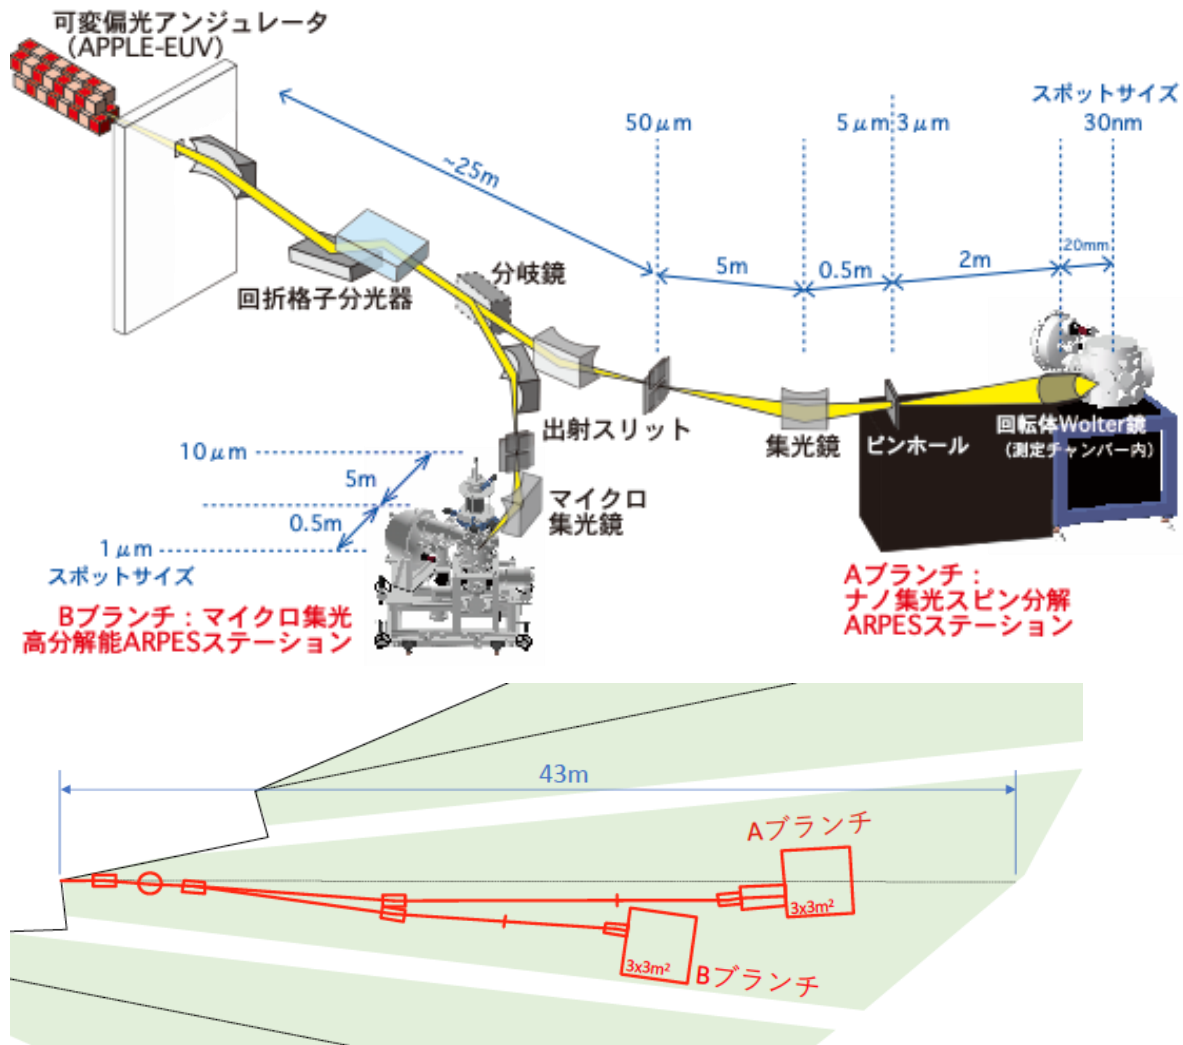 可変偏光アンジュレータ
（APPLE-EUV）
スポットサイズ
50μm
5μm
3μm
30nm
~25m
5m
0.5m
2m
20mm
分岐鏡
回折格子分光器
出射スリット
集光鏡
ピンホール
回転体Wolter鏡
（測定チャンバー内）
10μm
5m
0.5m
1μm
スポットサイズ
マイクロ
集光鏡
Bブランチ：マイクロ集光
高分解能ARPESステーション
Aブランチ：
ナノ集光スピン分解
ARPESステーション
43m
Aブランチ
3x3m²
3x3m²
Bブランチ